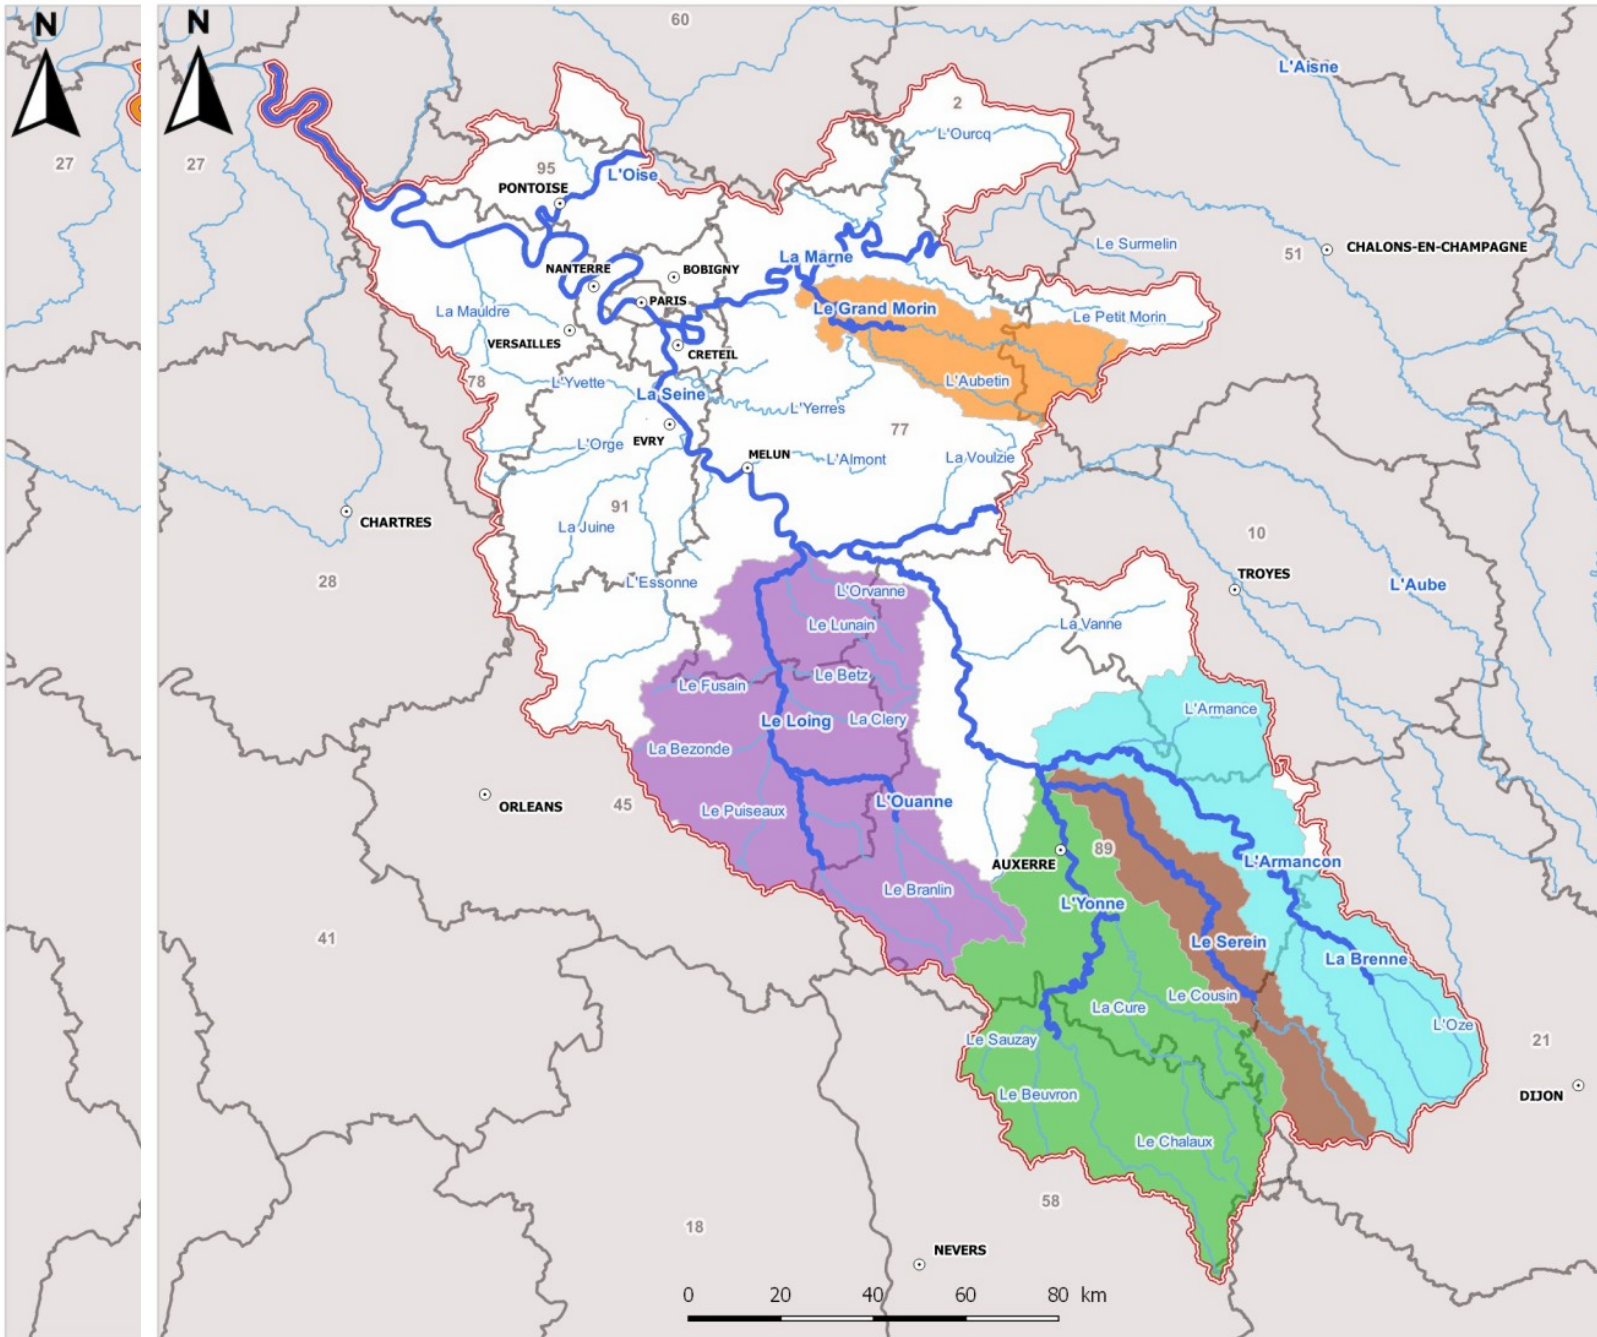 N
N
60
L'Aisne
2
L'Ourcq
27
27
95
L'Oise
PONTOISE
Le Surmelin
51
CHALONS-EN-CHAMPAGNE
La Marne
NANTERRE
BOBIGNY
PARIS
La Mauldre
Le Grand Morin
Le Petit Morin
VERSAILLES
CRETEIL
78
L'Yvette
La Seine
L'Aubetin
L'Yerres
EVRY
L'Orge
77
MELUN
L'Almont
La Voulzie
91
CHARTRES
La Juine
10
28
L'Essonne
TROYES
L'Aube
L'Orvanne
Le Lunain
La Vanne
Le Fusain
Le Betz
Le Loing
La Clery
L'Armance
La Bezonde
ORLEANS
45
Le Puiseaux
L'Ouanne
AUXERRE
89
L'Armancon
Le Branlin
L'Yonne
41
Le Serein
La Brenne
Le Cousin
La Cure
L'Oze
Le Sauzay
21
Le Beuvron
DIJON
Le Chalaux
58
18
NEVERS
0 20 40 60 80 km